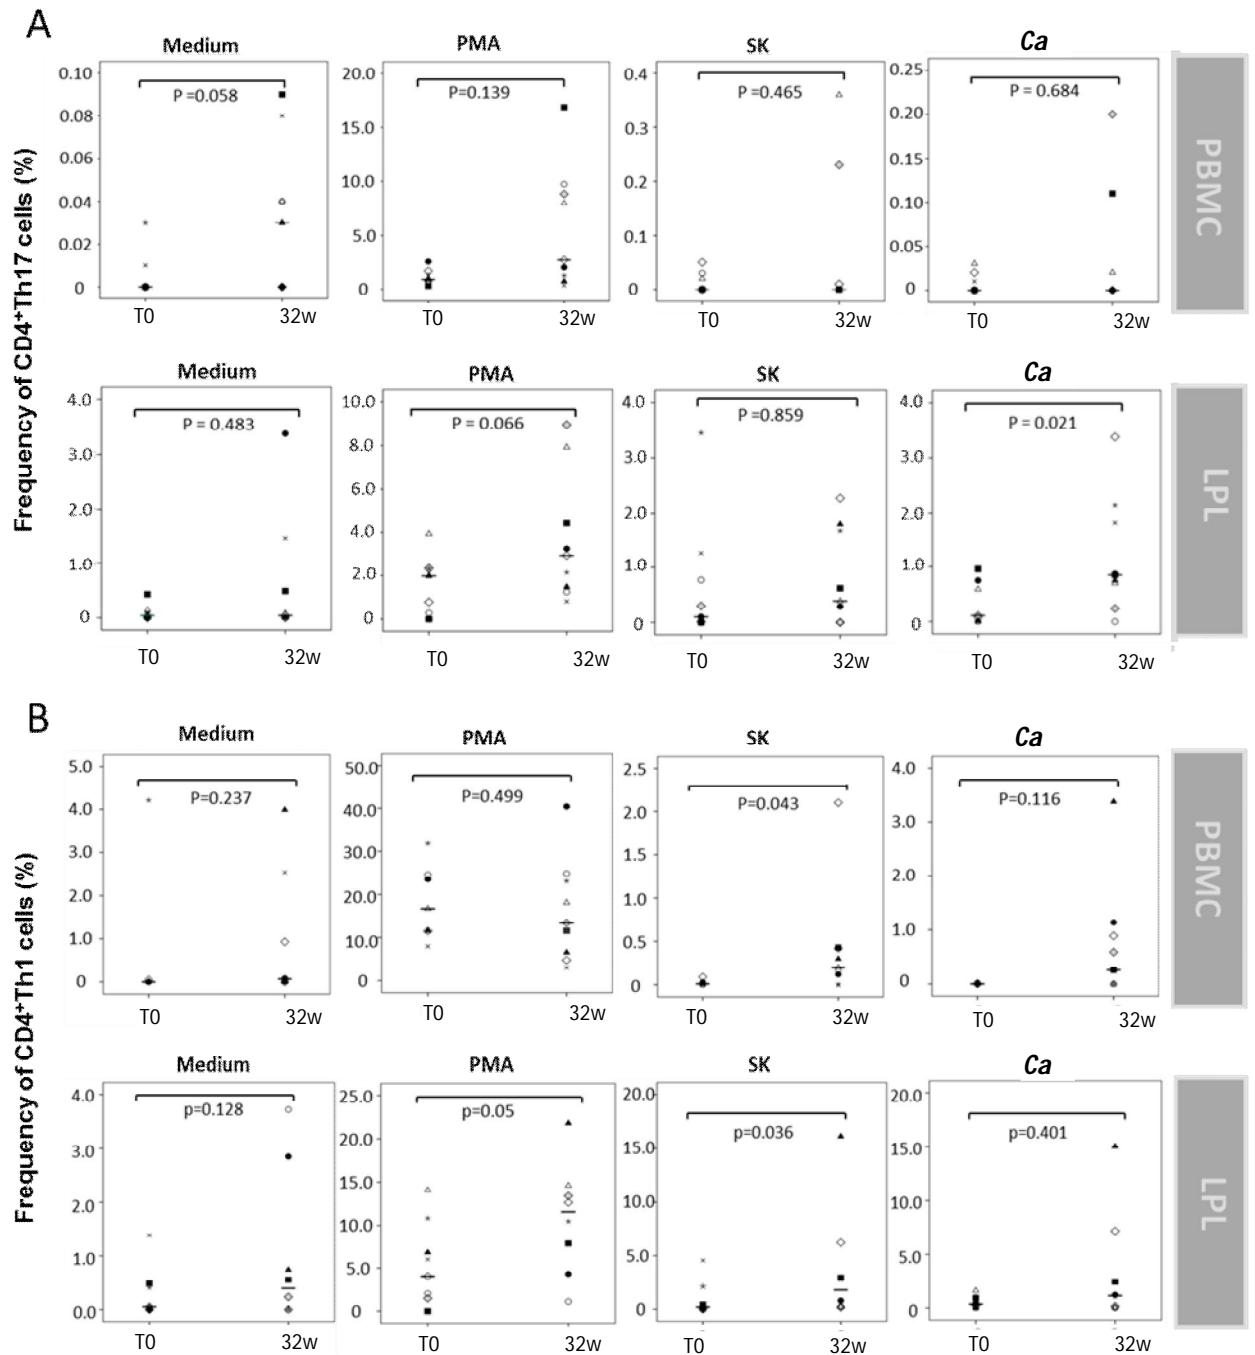 A
Medium PMA SK Ca
P =0.058 P=0.139 P =0.465 P = 0.684
0.10 20.0 0.4 0.25
0.08 15.0 0.3 0.20
0.06 10.0 0.2 0.15
0.04 5.0 0.1 0.10
0.02 0 0 0.05
0 0
T0 32w T0 32w T0 32w T0 32w
PBMC
Frequency of CD4+Th17 cells (%)
Medium PMA SK Ca
P = 0.483 P = 0.066 P =0.859 P = 0.021
4.0 10.0 4.0 4.0
3.0 8.0 3.0 3.0
2.0 6.0 2.0 2.0
1.0 4.0 1.0 1.0
0 2.0 0 0
0
T0 32w T0 32w T0 32w T0 32w
LPL
B
Medium PMA SK Ca
P=0.237 P=0.499 P=0.043 P=0.116
5.0 50.0 2.5 4.0
4.0 40.0 2.0 3.0
3.0 30.0 1.5 2.0
2.0 20.0 1.0 1.0
1.0 10.0 0.5 0
0 0 0
T0 32w T0 32w T0 32w T0 32w
PBMC
Frequency of CD4+Th1 cells (%)
Medium PMA SK Ca
p=0.128 p=0.05 p=0.036 p=0.401
4.0 25.0 20.0 20.0
3.0 20.0 15.0 15.0
2.0 15.0 10.0 10.0
1.0 10.0 5.0 5.0
0.0 5.0 0 0
0
T0 32w T0 32w T0 32w T0 32w
LPL